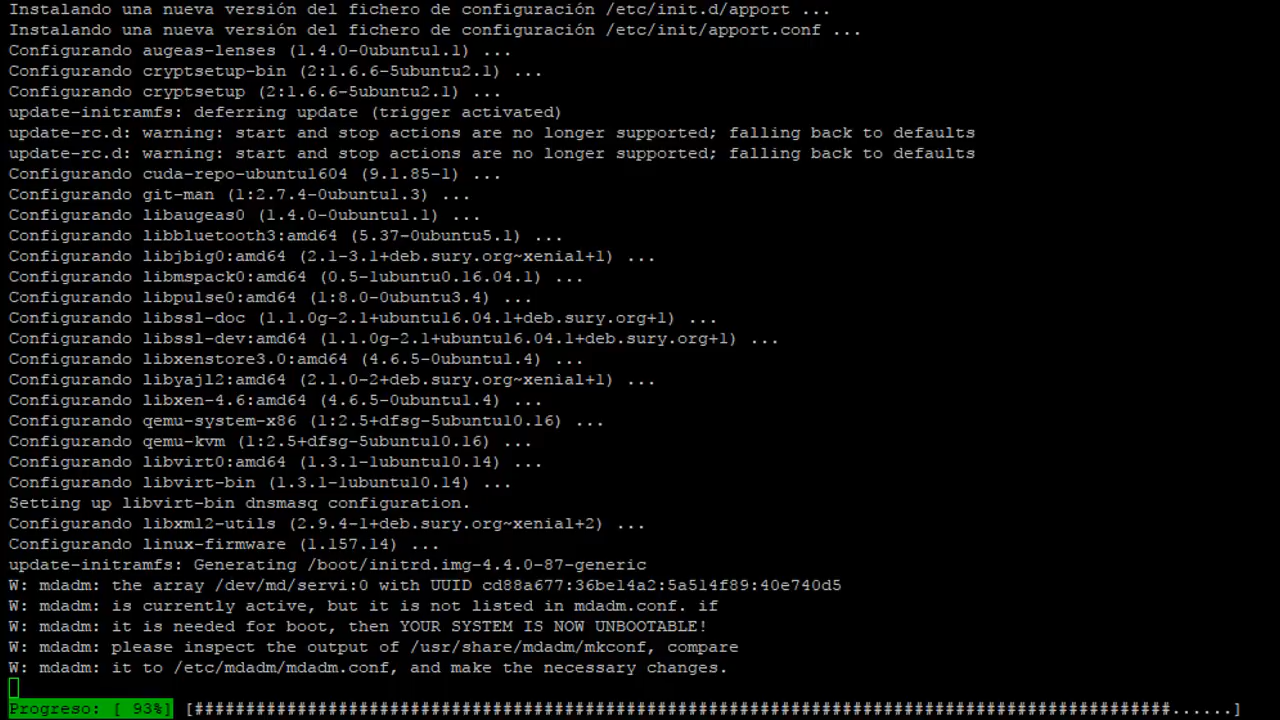 Instalando una nueva versión del fichero de configuración /etc/init.d/apport ...
Instalando una nueva versión del fichero de configuración /etc/init/apport.conf ...
Configurando augeas-lenses (1.4.0-0ubuntu1.1) ...
Configurando cryptsetup-bin (2:1.6.6-5ubuntu2.1) ...
Configurando cryptsetup (2:1.6.6-5ubuntu2.1) ...
update-initramfs: deferring update (trigger activated)
update-rc.d: warning: start and stop actions are no longer supported; falling back to defaults
update-rc.d: warning: start and stop actions are no longer supported; falling back to defaults
Configurando cuda-repo-ubuntu1604 (9.1.85-1) ...
Configurando git-man (1:2.7.4-0ubuntu1.3) ...
Configurando libaugeas0 (1.4.0-0ubuntu1.1) ...
Configurando libbluetooth3:amd64 (5.37-0ubuntu5.1) ...
Configurando libjbig0:amd64 (2.1-3.1+deb.sury.org~xenial+1) ...
Configurando libmspack0:amd64 (0.5-1ubuntu0.16.04.1) ...
Configurando libpulse0:amd64 (1:8.0-0ubuntu3.4) ...
Configurando libssl-doc (1.1.0g-2.1+ubuntu16.04.1+deb.sury.org+1) ...
Configurando libssl-dev:amd64 (1.1.0g-2.1+ubuntu16.04.1+deb.sury.org+1) ...
Configurando libxenstore3.0:amd64 (4.6.5-0ubuntu1.4) ...
Configurando libyajl2:amd64 (2.1.0-2+deb.sury.org~xenial+1) ...
Configurando libxen-4.6:amd64 (4.6.5-0ubuntu1.4) ...
Configurando qemu-system-x86 (1:2.5+dfsg-5ubuntu10.16) ...
Configurando qemu-kvm (1:2.5+dfsg-5ubuntu10.16) ...
Configurando libvirt0:amd64 (1.3.1-1ubuntu10.14) ...
Configurando libvirt-bin (1.3.1-1ubuntu10.14) ...
Setting up libvirt-bin dnsmasq configuration.
Configurando libxml2-utils (2.9.4-1+deb.sury.org~xenial+2) ...
Configurando linux-firmware (1.157.14) ...
update-initramfs: Generating /boot/initrd.img-4.4.0-87-generic
W: mdadm: the array /dev/md/servi:0 with UUID cd88a677:36be14a2:5a514f89:40e740d5
W: mdadm: is currently active, but it is not listed in mdadm.conf. if
W: mdadm: it is needed for boot, then YOUR SYSTEM IS NOW UNBOOTABLE!
W: mdadm: please inspect the output of /usr/share/mdadm/mkconf, compare
W: mdadm: it to /etc/mdadm/mdadm.conf, and make the necessary changes.
Progreso: [ 93%] [###############################################################################################......]